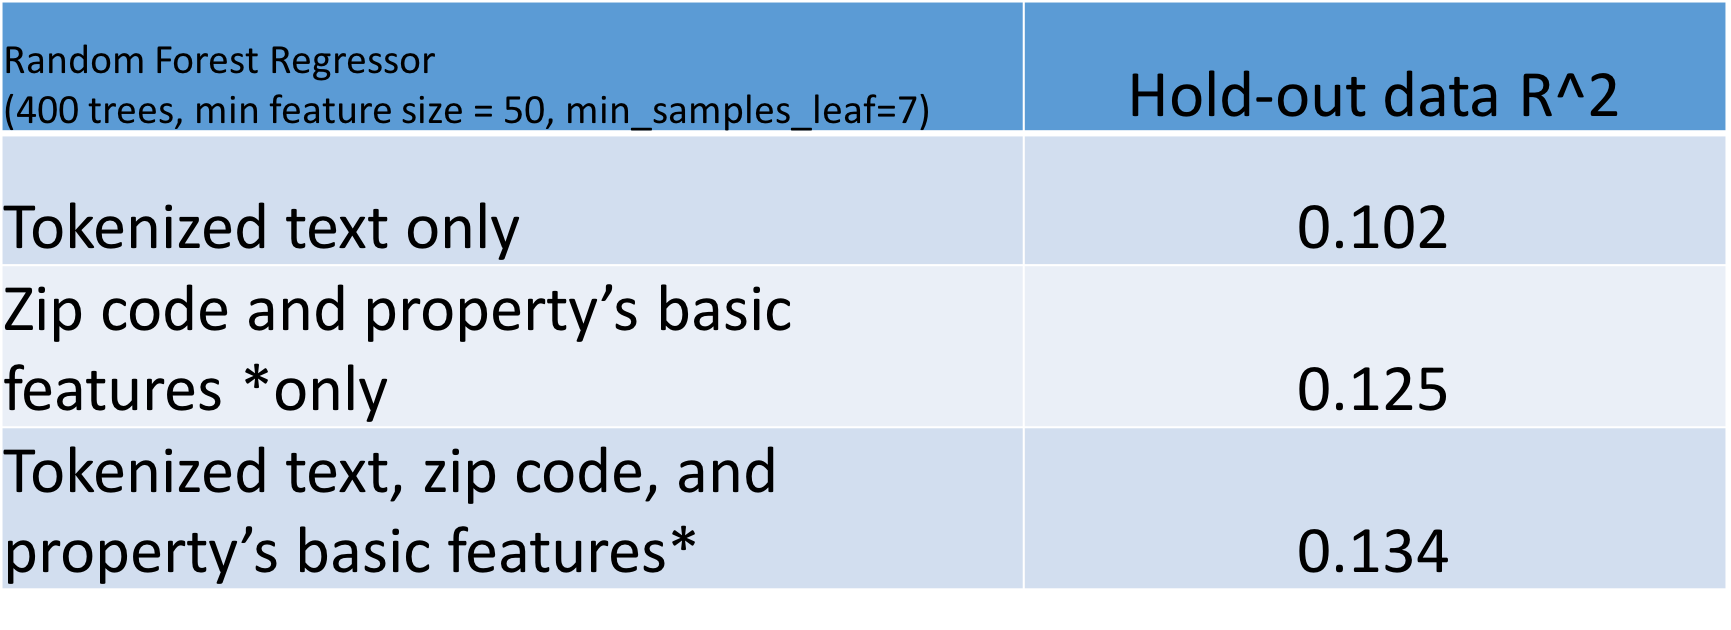 Random Forest Regressor
(400 trees, min feature size = 50, min_samples_leaf=7)
Hold-out data R^2
Tokenized text only
0.102
Zip code and property’s basic
features *only
0.125
Tokenized text, zip code, and
property’s basic features*
0.134